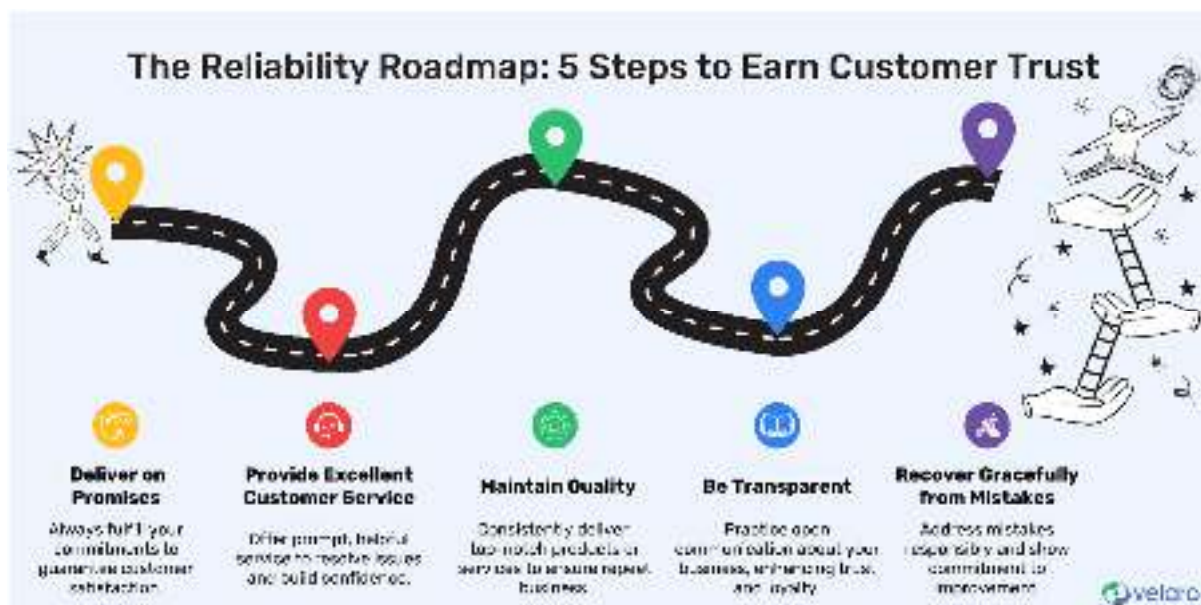 The Reliability Roadmap: 5 Steps to Earn Customer Trust
Deliver on
Promises
Always fulfill your
commitments to
guarantee customer
satisfaction.
Provide Excellent
Customer Service
Offer prompt, helpful
service to resolve issues
and build confidence.
Maintain Quality
Consistently deliver
top-notch products or
services to ensure repeat
business.
Be Transparent
Practice open
communication about your
business, enhancing trust
and loyalty.
Recover Gracefully
from Mistakes
Address mistakes
responsibly and show
commitment to
improvement.
velaro